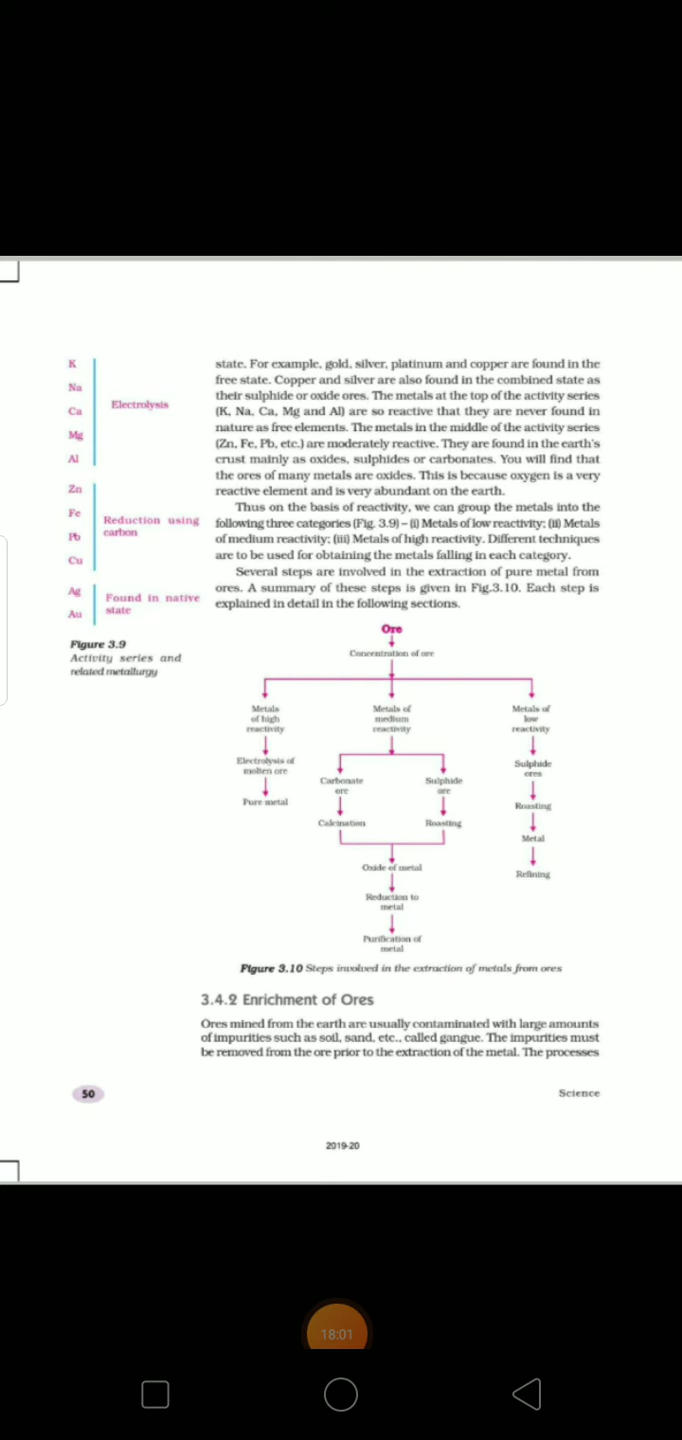 K
Na
Ca
Mg
Al
Electrolysis
Zn
Fe
Pb
Cu
Reduction using
carbon
Ag
Au
Found in native
state
Figure 3.9
Activity series and
related metallurgy
state. For example, gold, silver, platinum and copper are found in the
free state. Copper and silver are also found in the combined state as
their sulphide or oxide ores. The metals at the top of the activity series
(K, Na, Ca, Mg and Al) are so reactive that they are never found in
nature as free elements. The metals in the middle of the activity series
(Zn, Fe, Pb, etc.) are moderately reactive. They are found in the earth's
crust mainly as oxides, sulphides or carbonates. You will find that
the ores of many metals are oxides. This is because oxygen is a very
reactive element and is very abundant on the earth.
Thus on the basis of reactivity, we can group the metals into the
following three categories (Fig. 3.9) – (i) Metals of low reactivity; (ii) Metals
of medium reactivity; (iii) Metals of high reactivity. Different techniques
are to be used for obtaining the metals falling in each category.
Several steps are involved in the extraction of pure metal from
ores. A summary of these steps is given in Fig.3.10. Each step is
explained in detail in the following sections.
Ore
Concentration of ore
Metals
of high
reactivity
Electrolysis of
molten ore
Pure metal
Metals of
medium
reactivity
Carbonate
ore
Calcination
Sulphide
ore
Roasting
Oxide of metal
Reduction to
metal
Purification of
metal
Metals of
low
reactivity
Sulphide
ores
Roasting
Metal
Refining
Figure 3.10 Steps involved in the extraction of metals from ores
3.4.2 Enrichment of Ores
Ores mined from the earth are usually contaminated with large amounts
of impurities such as soil, sand, etc., called gangue. The impurities must
be removed from the ore prior to the extraction of the metal. The processes
50
Science
2019-20
18:01